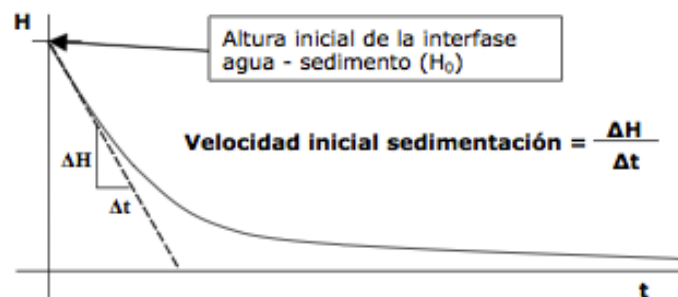 H
Altura inicial de la interfase
agua - sedimento (H₀)
Velocidad inicial sedimentación = ΔH
Δt
ΔH
Δt
t